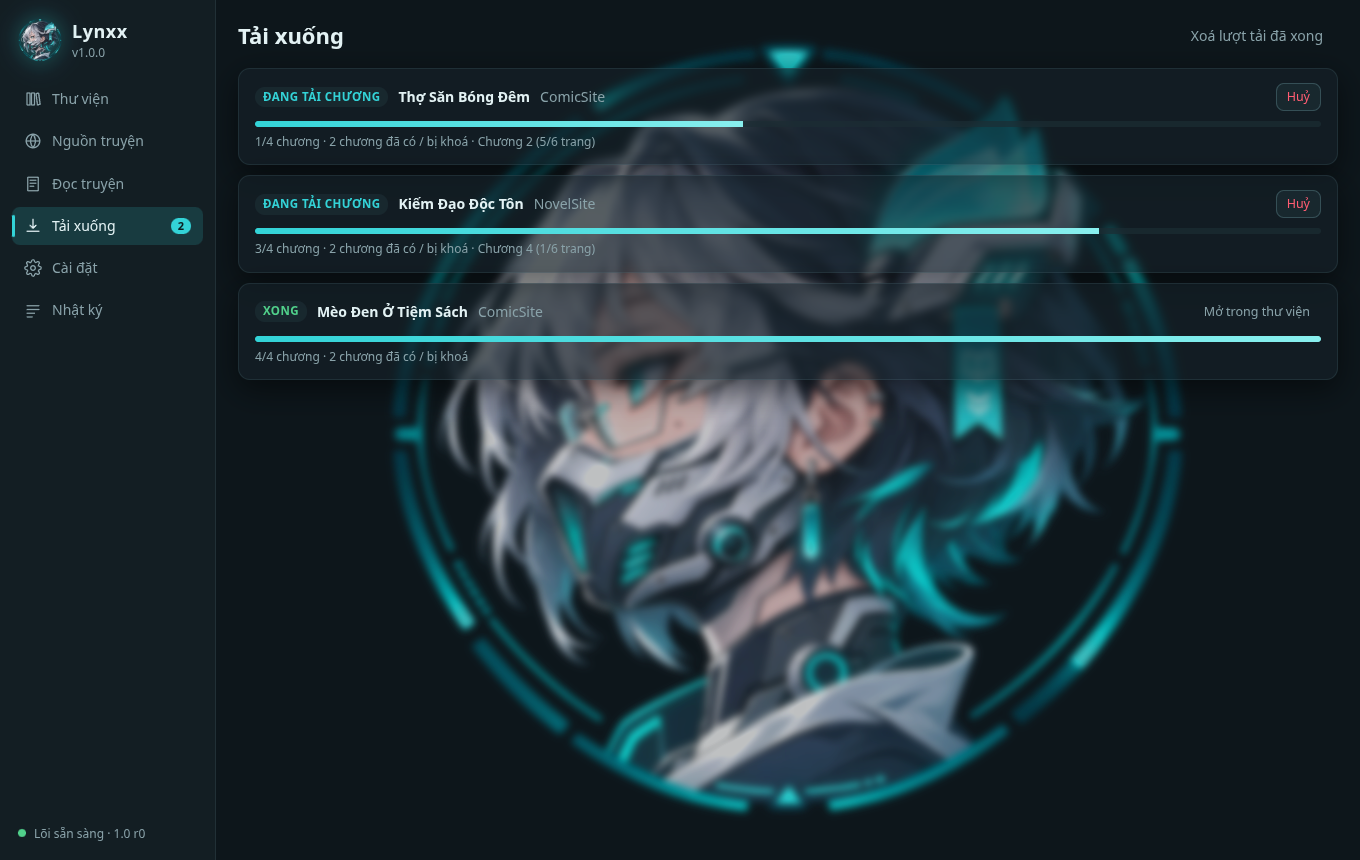 Lynxx
v1.0.0
Thư viện
Nguồn truyện
Đọc truyện
Tải xuống 2
Cài đặt
Nhật ký
Lõi sẵn sàng · 1.0 r0
Tải xuống
Xoá lượt tải đã xong
ĐANG TẢI CHƯƠNG Thợ Săn Bóng Đêm ComicSite Huỷ
1/4 chương · 2 chương đã có / bị khoá · Chương 2 (5/6 trang)
ĐANG TẢI CHƯƠNG Kiếm Đạo Độc Tôn NovelSite Huỷ
3/4 chương · 2 chương đã có / bị khoá · Chương 4 (1/6 trang)
XONG Mèo Đen Ở Tiệm Sách ComicSite Mở trong thư viện
4/4 chương · 2 chương đã có / bị khoá